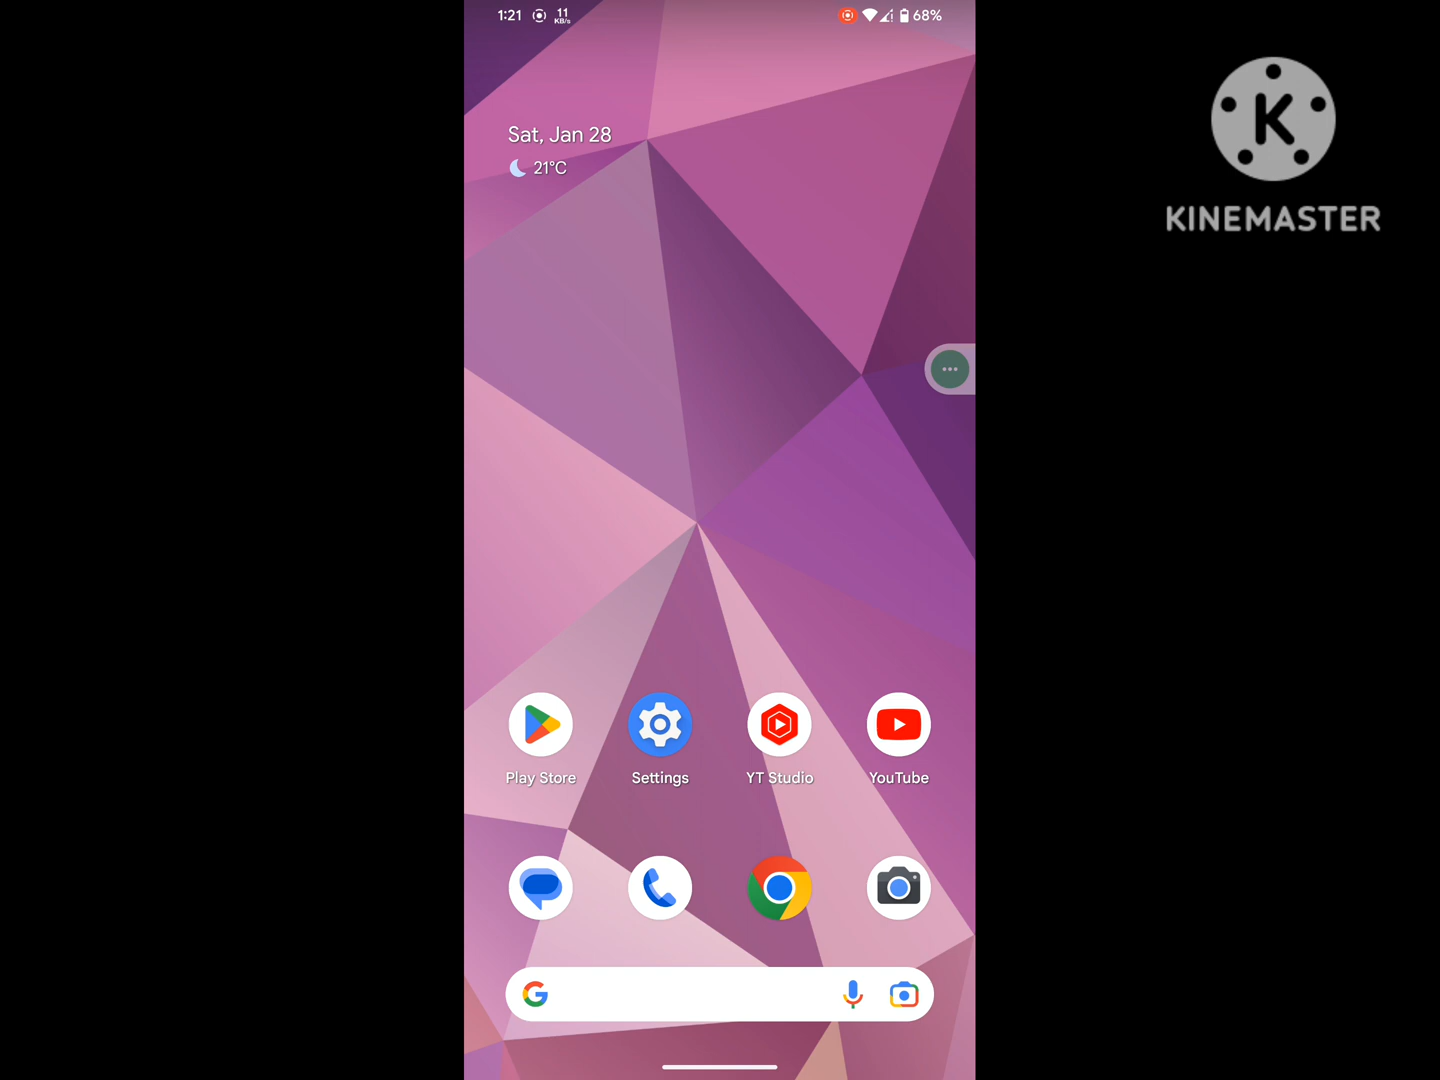 1:21 11 KB/s 68%
Sat, Jan 28
21°C
KINEMASTER
Play Store Settings YT Studio YouTube